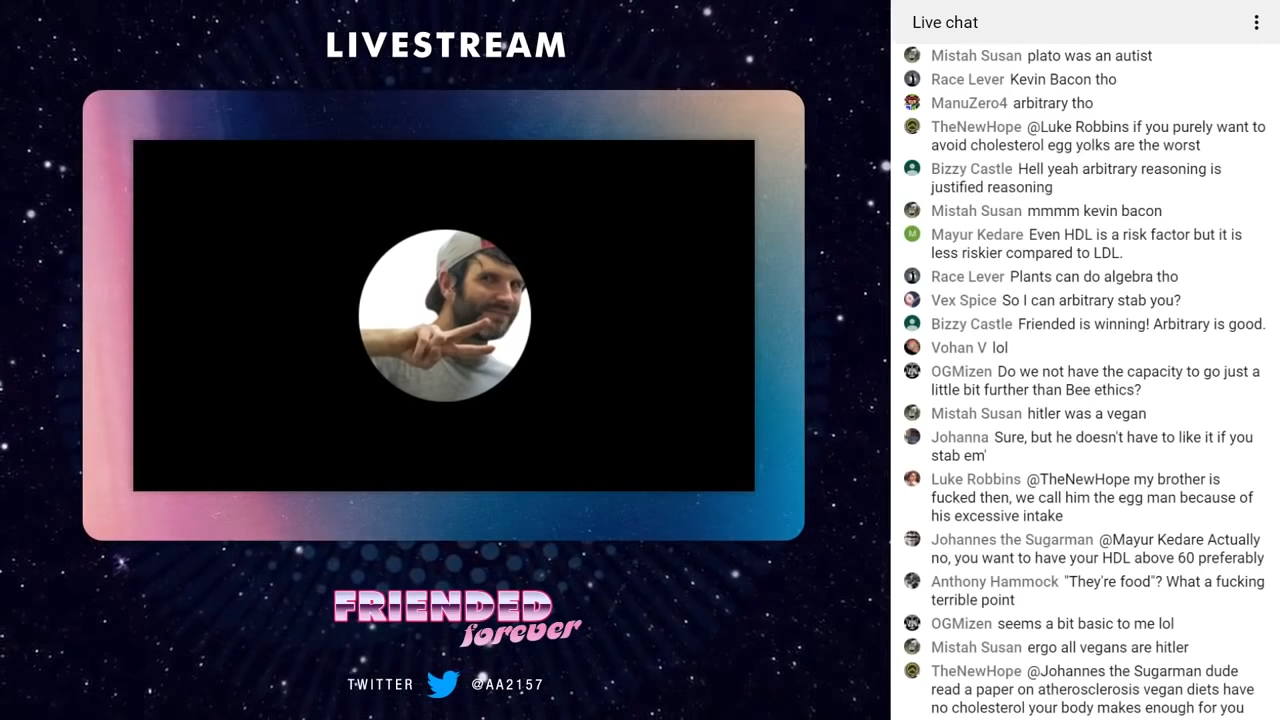 LIVESTREAM
FRIENDED
forever
TWITTER @AA2157
Live chat
Mistah Susan plato was an autist
Race Lever Kevin Bacon tho
ManuZero4 arbitrary tho
TheNewHope @Luke Robbins if you purely want to
avoid cholesterol egg yolks are the worst
Bizzy Castle Hell yeah arbitrary reasoning is
justified reasoning
Mistah Susan mmmm kevin bacon
M
Mayur Kedare Even HDL is a risk factor but it is
less riskier compared to LDL.
Race Lever Plants can do algebra tho
Vex Spice So I can arbitrary stab you?
Bizzy Castle Friended is winning! Arbitrary is good.
Vohan V lol
OGMizen Do we not have the capacity to go just a
little bit further than Bee ethics?
Mistah Susan hitler was a vegan
Johanna Sure, but he doesn't have to like it if you
stab em'
Luke Robbins @TheNewHope my brother is
fucked then, we call him the egg man because of
his excessive intake
Johannes the Sugarman @Mayur Kedare Actually
no, you want to have your HDL above 60 preferably
Anthony Hammock "They're food"? What a fucking
terrible point
OGMizen seems a bit basic to me lol
Mistah Susan ergo all vegans are hitler
TheNewHope @Johannes the Sugarman dude
read a paper on atherosclerosis vegan diets have
no cholesterol your body makes enough for you